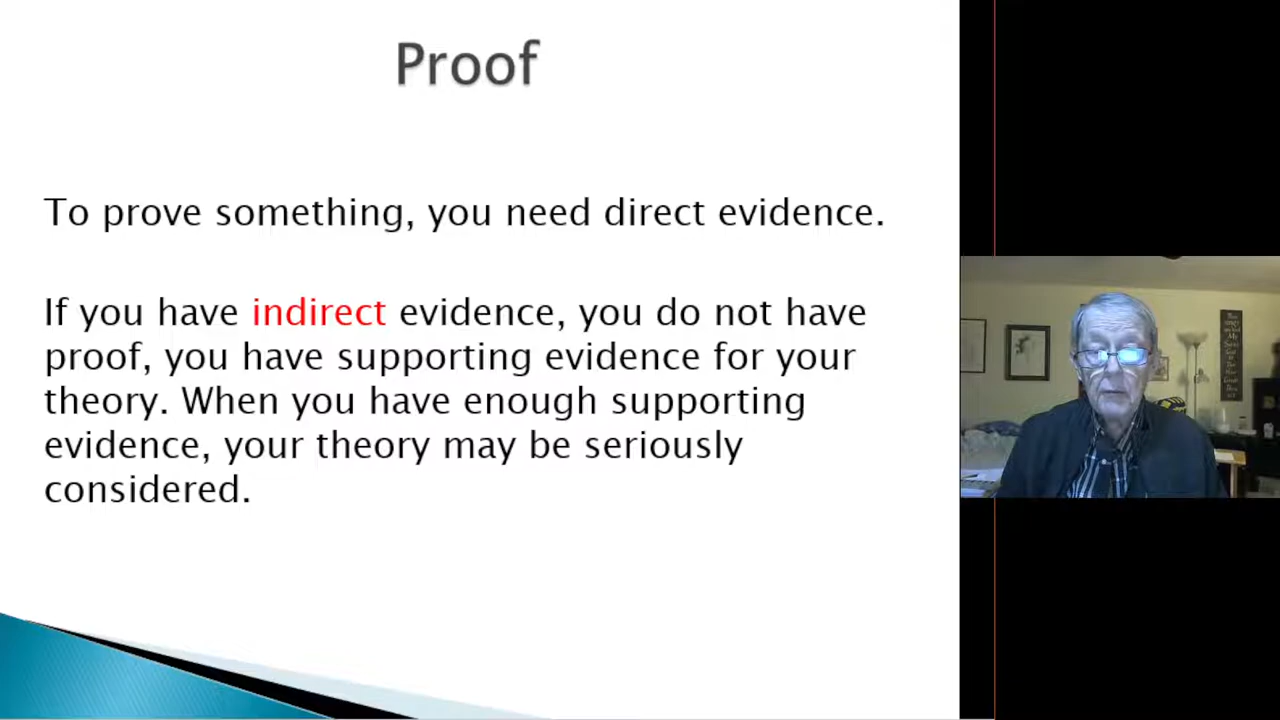 Proof
To prove something, you need direct evidence.
If you have indirect evidence, you do not have
proof, you have supporting evidence for your
theory. When you have enough supporting
evidence, your theory may be seriously
considered.